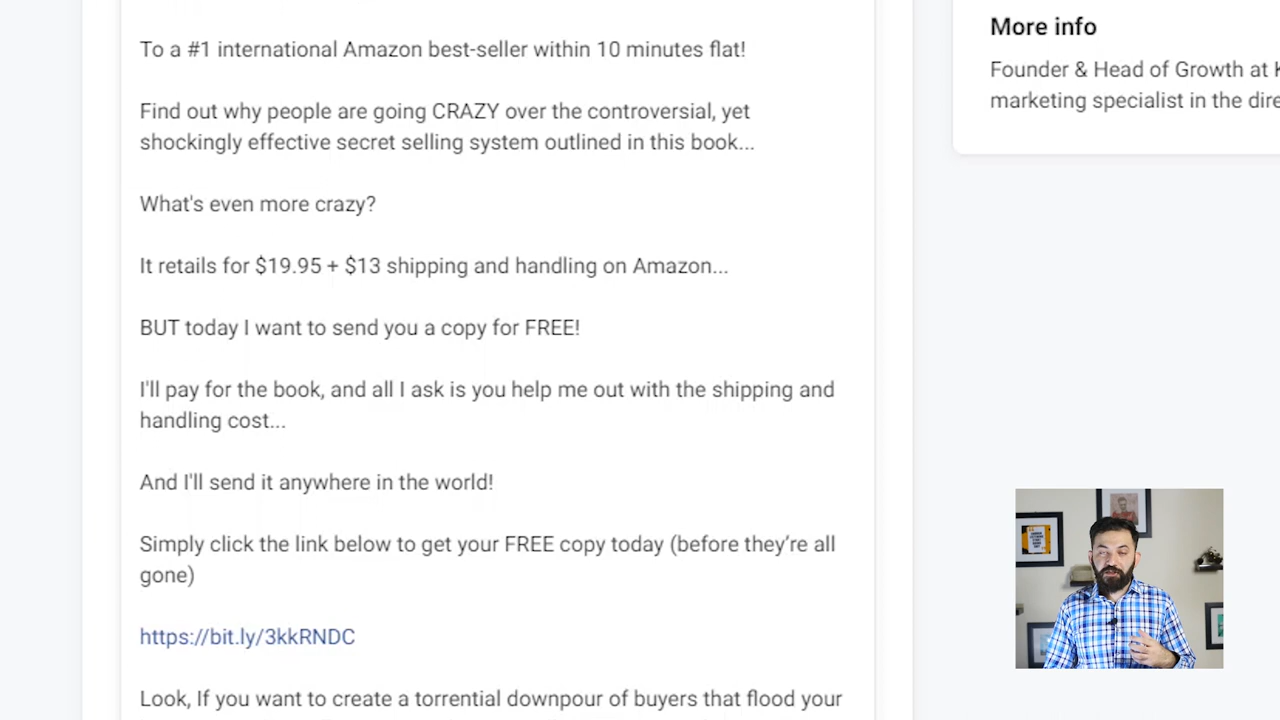 To a #1 international Amazon best-seller within 10 minutes flat!
Find out why people are going CRAZY over the controversial, yet
shockingly effective secret selling system outlined in this book...
What's even more crazy?
It retails for $19.95 + $13 shipping and handling on Amazon...
BUT today I want to send you a copy for FREE!
I'll pay for the book, and all I ask is you help me out with the shipping and
handling cost...
And I'll send it anywhere in the world!
Simply click the link below to get your FREE copy today (before they’re all
gone)
https://bit.ly/3kkRNDC
Look, If you want to create a torrential downpour of buyers that flood your
More info
Founder & Head of Growth at K
marketing specialist in the dire